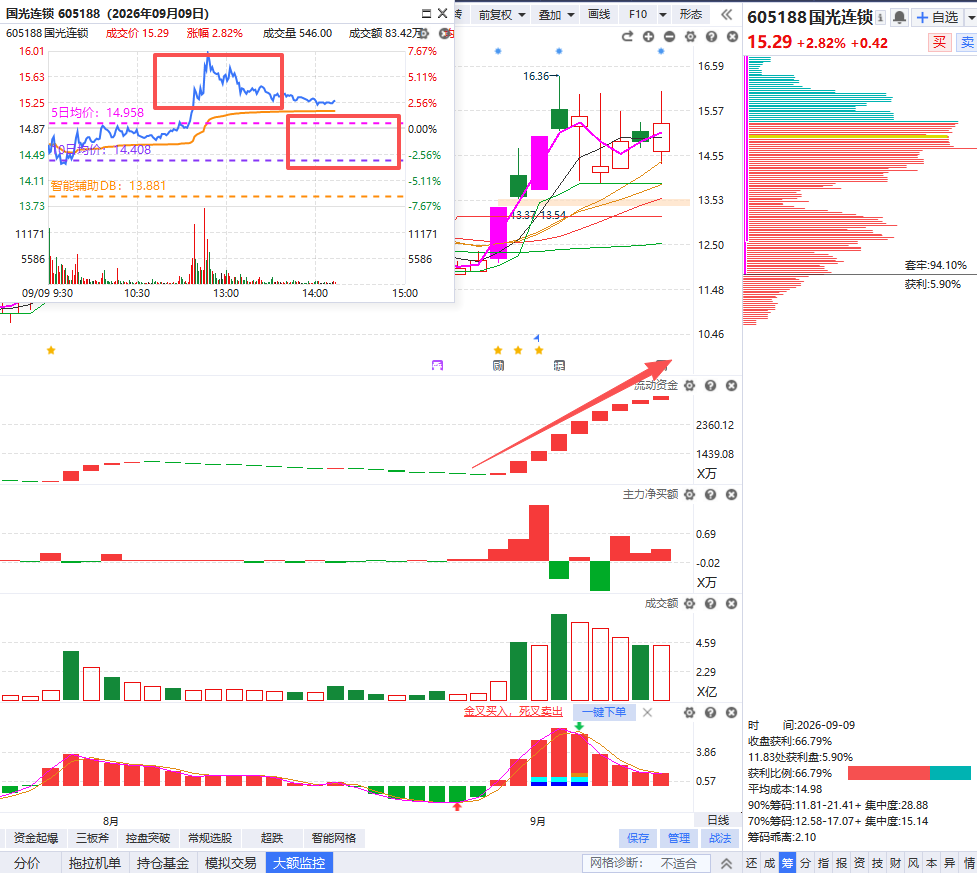 国光连锁 605188（2026年09月09日）
605188国光连锁 成交价 15.29 涨幅 2.82% 成交量 546.00 成交额 83.42万
16.01 7.67%
15.63 5.11%
15.25 2.56%
14.87 0.00%
14.49 -2.56%
14.11 -5.11%
13.73 -7.67%
5日均价：14.958
日均价：14.408
智能辅助DB：13.881
11171 11171
5586 5586
09/09 9:30 10:30 13:00 14:00 15:00
前复权 叠加 画线 F10 形态
16.36
13.37-13.54
16.59
15.57
14.55
13.53
12.50
11.48
10.46
流动资金
2360.12
1439.08
X万
主力净买额
0.69
-0.02
X万
成交额
4.59
2.29
X亿
金叉买入，死叉卖出 一键下单
3.86
0.57
8月 9月 日线
资金起爆 三板斧 控盘突破 常规选股 超跌 智能网格 保存 管理 战法
分价 拖拉机单 持仓基金 模拟交易 大额监控 网格诊断： 不适合
605188国光连锁 自选
15.29 +2.82% +0.42 买 卖
套牢:94.10%
获利:5.90%
时 间:2026-09-09
收盘获利:66.79%
11.83处获利盘:5.90%
获利比例:66.79%
平均成本:14.98
90%筹码:11.81-21.41+ 集中度:28.88
70%筹码:12.58-17.07+ 集中度:15.14
筹码乖离:2.10
还 成 筹 分 指 报 资 技 财 风 本 异 情